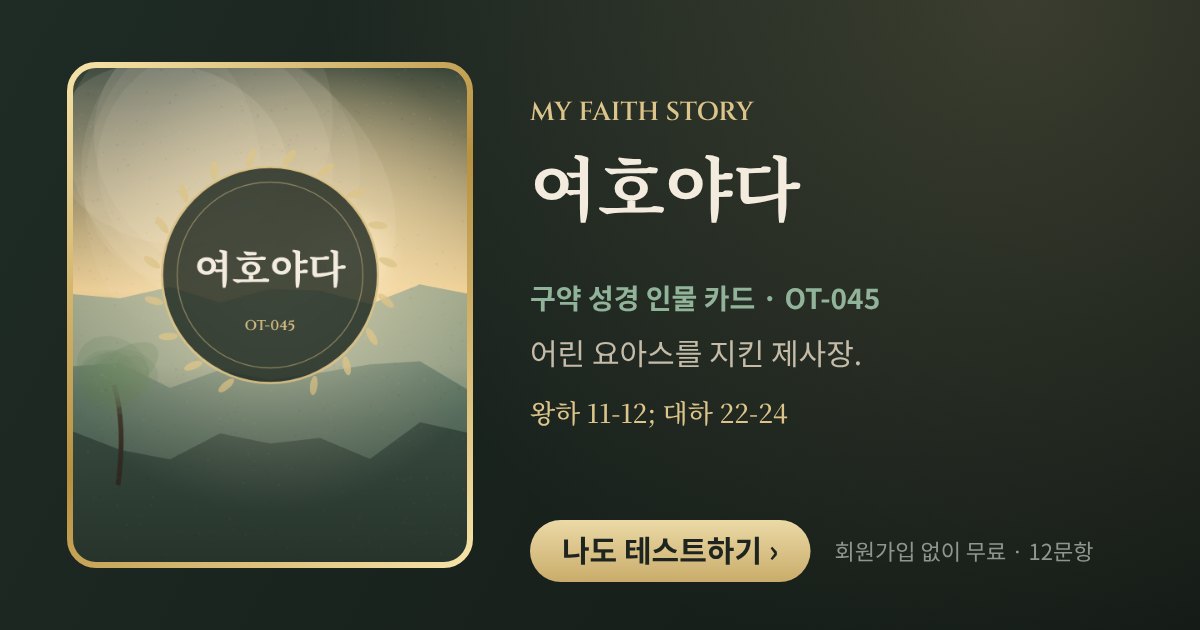 여호야다
OT-045
MY FAITH STORY
여호야다
구약 성경 인물 카드 · OT-045
어린 요아스를 지킨 제사장.
왕하 11-12; 대하 22-24
나도 테스트하기 ›
회원가입 없이 무료 · 12문항